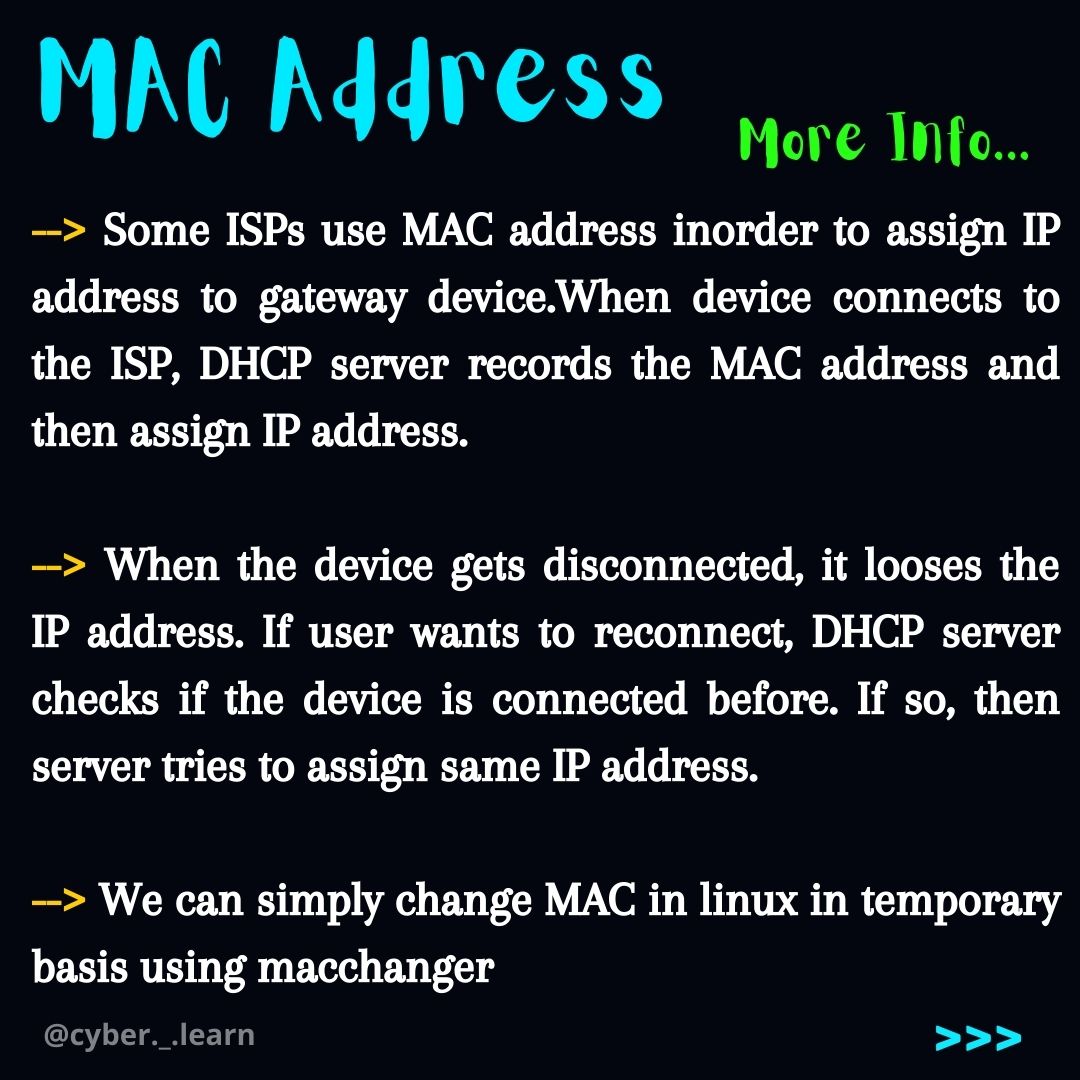 MAC Address
More Info...
--> Some ISPs use MAC address inorder to assign IP
address to gateway device.When device connects to
the ISP, DHCP server records the MAC address and
then assign IP address.
--> When the device gets disconnected, it looses the
IP address. If user wants to reconnect, DHCP server
checks if the device is connected before. If so, then
server tries to assign same IP address.
--> We can simply change MAC in linux in temporary
basis using macchanger
@cyber._.learn
>>>